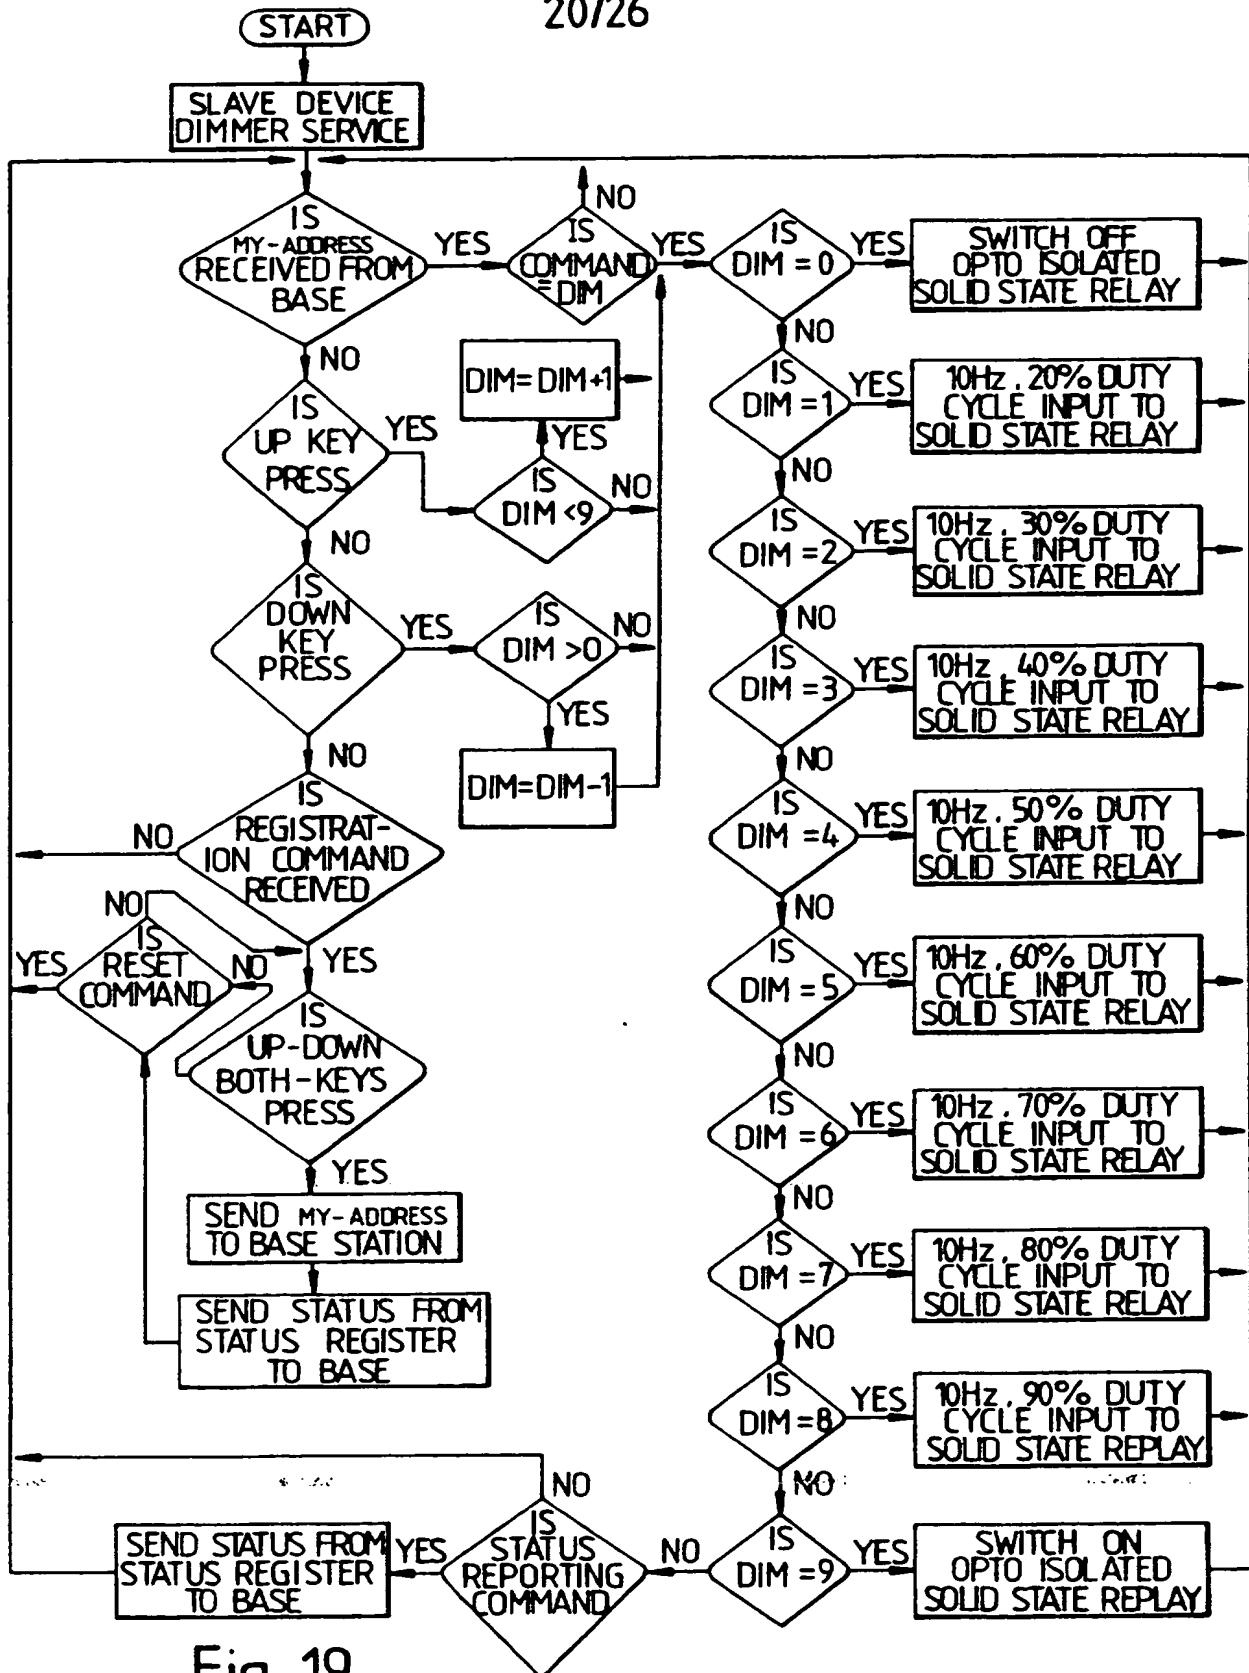 20/26
START
SLAVE DEVICE
DIMMER SERVICE
IS
MY-ADDRESS
RECEIVED FROM
BASE
YES
NO
IS
COMMAND
= DIM
NO
YES
IS
UP KEY
PRESS
YES
NO
DIM=DIM+1
YES
IS
DIM <9
NO
IS
DOWN
KEY
PRESS
YES
NO
IS
DIM >0
NO
YES
DIM=DIM-1
IS
REGISTRAT-
ION COMMAND
RECEIVED
NO
YES
NO
IS
RESET
COMMAND
YES
NO
IS
UP-DOWN
BOTH-KEYS
PRESS
YES
SEND MY-ADDRESS
TO BASE STATION
SEND STATUS FROM
STATUS REGISTER
TO BASE
IS
DIM =0
YES
SWITCH OFF
OPTO ISOLATED
SOLID STATE RELAY
NO
IS
DIM =1
YES
10Hz, 20% DUTY
CYCLE INPUT TO
SOLID STATE RELAY
NO
IS
DIM =2
YES
10Hz, 30% DUTY
CYCLE INPUT TO
SOLID STATE RELAY
NO
IS
DIM =3
YES
10Hz, 40% DUTY
CYCLE INPUT TO
SOLID STATE RELAY
NO
IS
DIM =4
YES
10Hz, 50% DUTY
CYCLE INPUT TO
SOLID STATE RELAY
NO
IS
DIM =5
YES
10Hz, 60% DUTY
CYCLE INPUT TO
SOLID STATE RELAY
NO
IS
DIM =6
YES
10Hz, 70% DUTY
CYCLE INPUT TO
SOLID STATE RELAY
NO
IS
DIM =7
YES
10Hz, 80% DUTY
CYCLE INPUT TO
SOLID STATE RELAY
NO
IS
DIM =8
YES
10Hz, 90% DUTY
CYCLE INPUT TO
SOLID STATE REPLAY
NO
IS
DIM =9
YES
SWITCH ON
OPTO ISOLATED
SOLID STATE REPLAY
NO
IS
STATUS
REPORTING
COMMAND
NO
YES
SEND STATUS FROM
STATUS REGISTER
TO BASE
Fig. 19